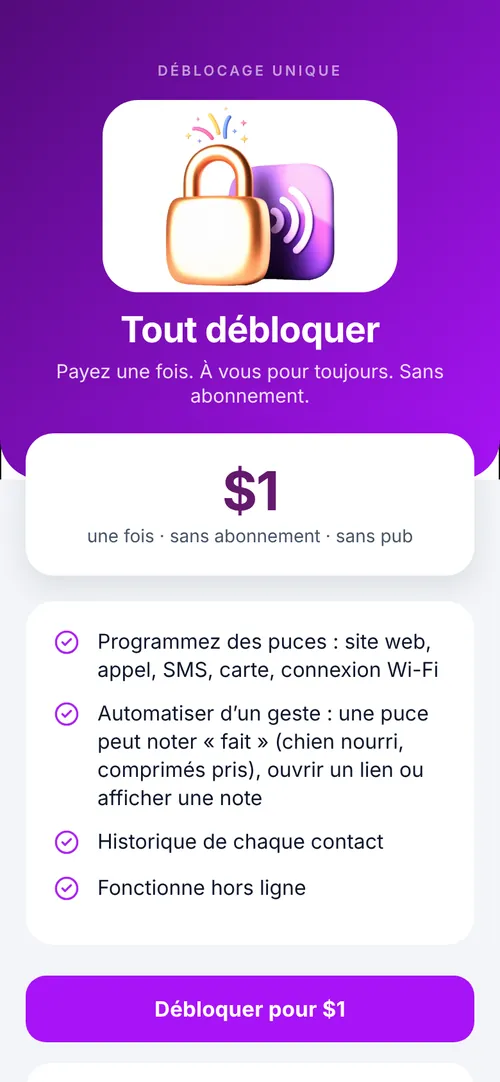 DÉBLOCAGE UNIQUE
Tout débloquer
Payez une fois. À vous pour toujours. Sans
abonnement.
$1
une fois · sans abonnement · sans pub
Programmez des puces : site web,
appel, SMS, carte, connexion Wi-Fi
Automatiser d’un geste : une puce
peut noter « fait » (chien nourri,
comprimés pris), ouvrir un lien ou
afficher une note
Historique de chaque contact
Fonctionne hors ligne
Débloquer pour $1